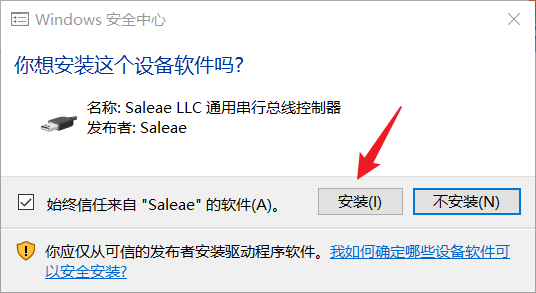 Windows 安全中心
你想安装这个设备软件吗?
名称: Saleae LLC 通用串行总线控制器
发布者: Saleae
始终信任来自 "Saleae" 的软件(A)。
安装(I)
不安装(N)
你应仅从可信的发布者安装驱动程序软件。我如何确定哪些设备软件可
以安全安装?